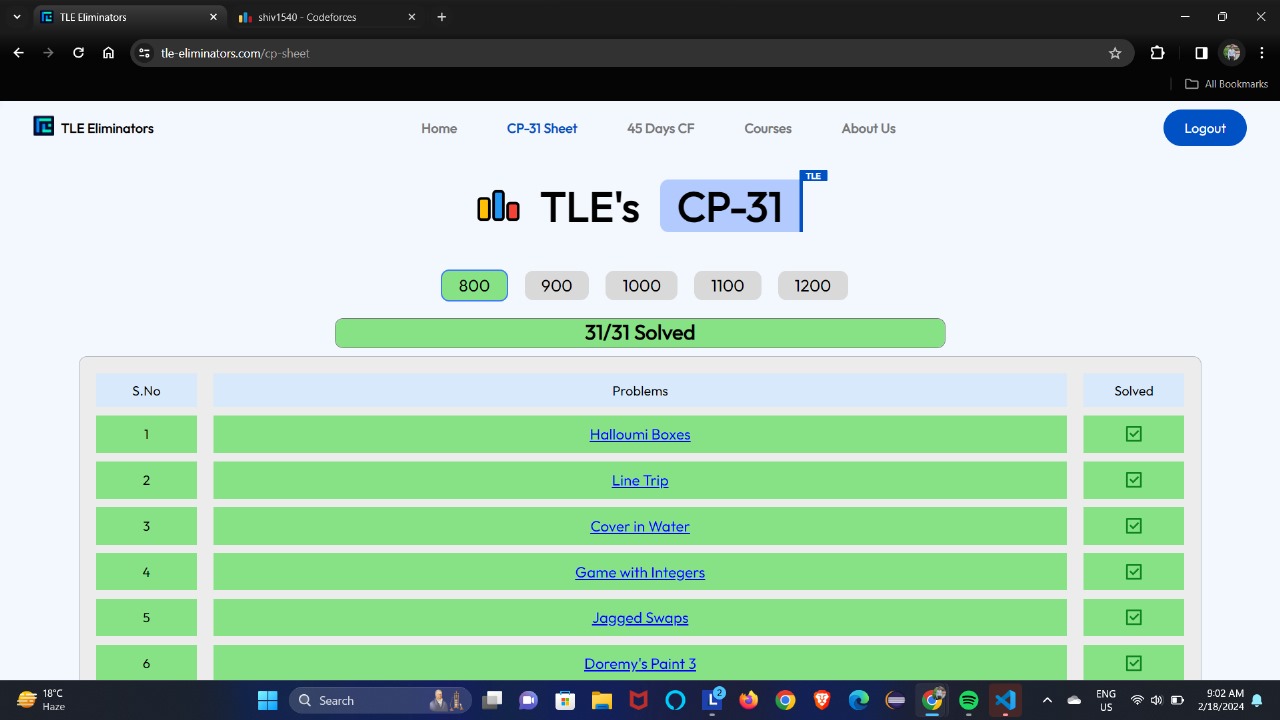 TLE Eliminators
shiv1540 - Codeforces
tle-eliminators.com/cp-sheet
All Bookmarks
TLE Eliminators
Home
CP-31 Sheet
45 Days CF
Courses
About Us
Logout
TLE's CP-31
TLE
800
900
1000
1100
1200
31/31 Solved
S.No
Problems
Solved
1
Halloumi Boxes
2
Line Trip
3
Cover in Water
4
Game with Integers
5
Jagged Swaps
6
Doremy's Paint 3
18°C
Haze
Search
L
2
ENG
US
9:02 AM
2/18/2024